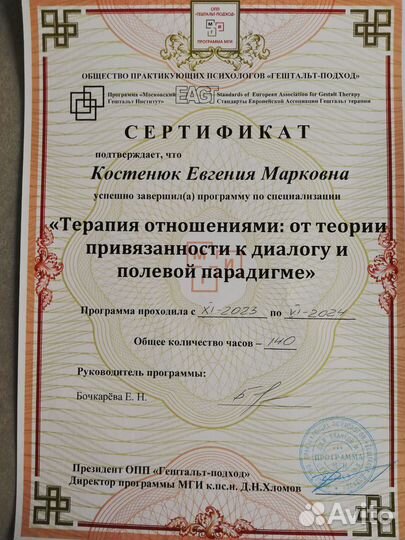 ОПП
«ГЕШТАЛЬТ-ПОДХОД»
М
Г И
ПРОГРАММА МГИ
ОБЩЕСТВО ПРАКТИКУЮЩИХ ПСИХОЛОГОВ «ГЕШТАЛЬТ-ПОДХОД»
Программа «Московский
Гештальт Институт»
EAGT
Standards of European Association for Gestalt Therapy
Стандарты Европейской Ассоциации Гештальт терапии
СЕРТИФИКАТ
подтверждает, что
Костенюк Евгения Марковна
успешно завершил(а) программу по специализации
«Терапия отношениями: от теории
привязанности к диалогу и
полевой парадигме»
Программа проходила с XI-2023 по VI-2024
Общее количество часов – 140
Руководитель программы:
Бочкарёва Е. Н.
Президент ОПП «Гештальт-подход»
Директор программы МГИ к.пс.н. Д.Н.Хломов
ПРОГРАММА
Avito